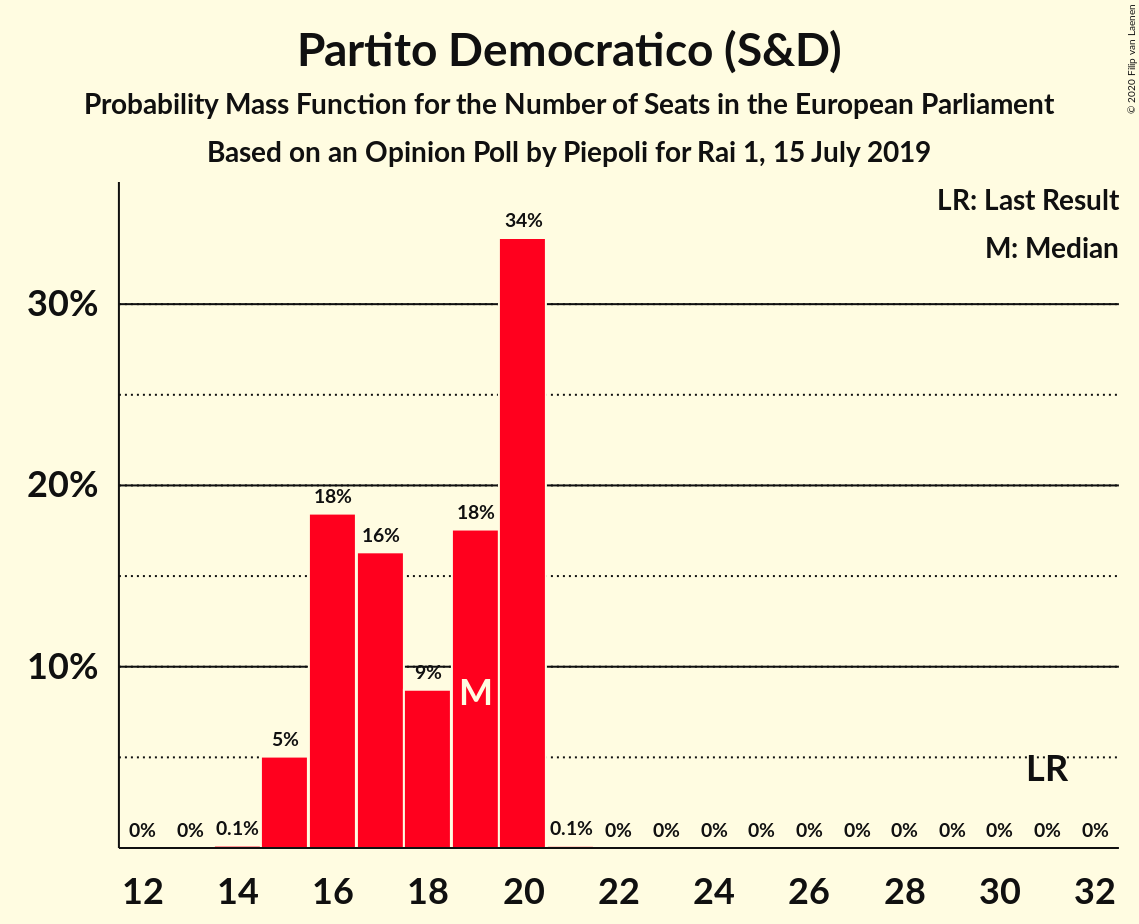 Partito Democratico (S&D)
Probability Mass Function for the Number of Seats in the European Parliament
Based on an Opinion Poll by Piepoli for Rai 1, 15 July 2019
© 2020 Filip van Laenen
LR: Last Result
M: Median
30%
20%
10%
0%
0%
0.1%
5%
18%
16%
9%
18%
34%
0.1%
0%
0%
0%
0%
0%
0%
0%
0%
0%
0%
0%
M
LR
12 14 16 18 20 22 24 26 28 30 32